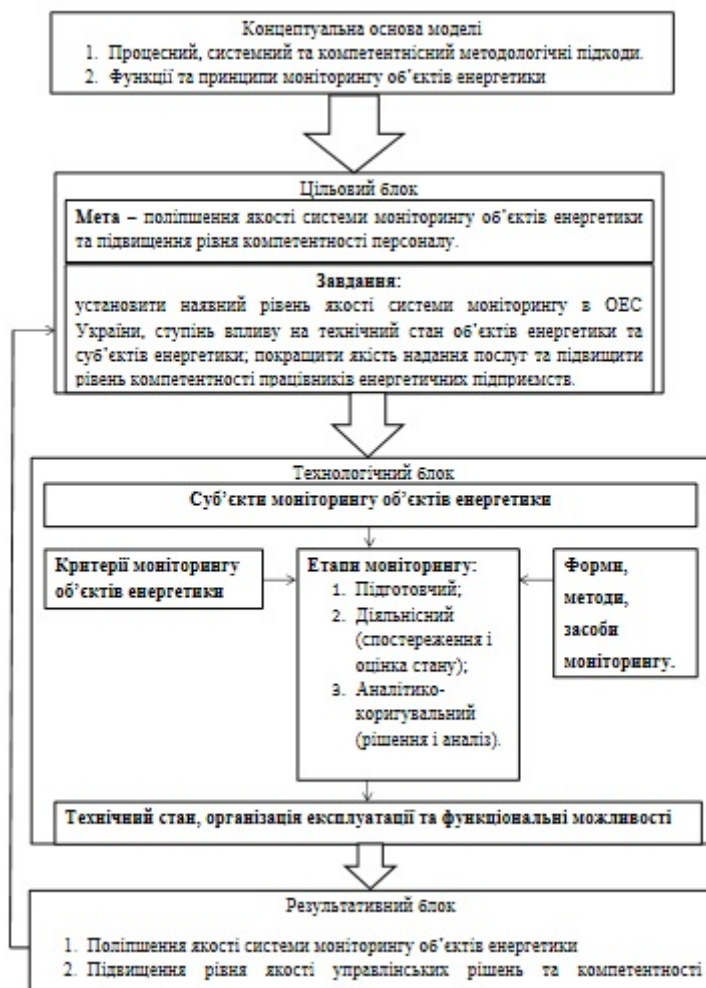 Концептуальна основа моделі
1. Процесний, системний та компетентнісний методологічні підходи.
2. Функції та принципи моніторингу об’єктів енергетики
Цільовий блок
Мета – поліпшення якості системи моніторингу об’єктів енергетики
та підвищення рівня компетентності персоналу.
Завдання:
установити наявний рівень якості системи моніторингу в ОЕС
України, ступінь впливу на технічний стан об’єктів енергетики та
суб’єктів енергетики; покращити якість надання послуг та підвищити
рівень компетентності працівників енергетичних підприємств.
Технологічний блок
Суб’єкти моніторингу об’єктів енергетики
Критерії моніторингу
об’єктів енергетики
Етапи моніторингу:
1. Підготовчий;
2. Діяльнісний
(спостереження і
оцінка стану);
3. Аналітико-
коригувальний
(рішення і аналіз).
Форми,
методи,
засоби
моніторингу.
Технічний стан, організація експлуатації та функціональні можливості
Результативний блок
1. Поліпшення якості системи моніторингу об’єктів енергетики
2. Підвищення рівня якості управлінських рішень та компетентності